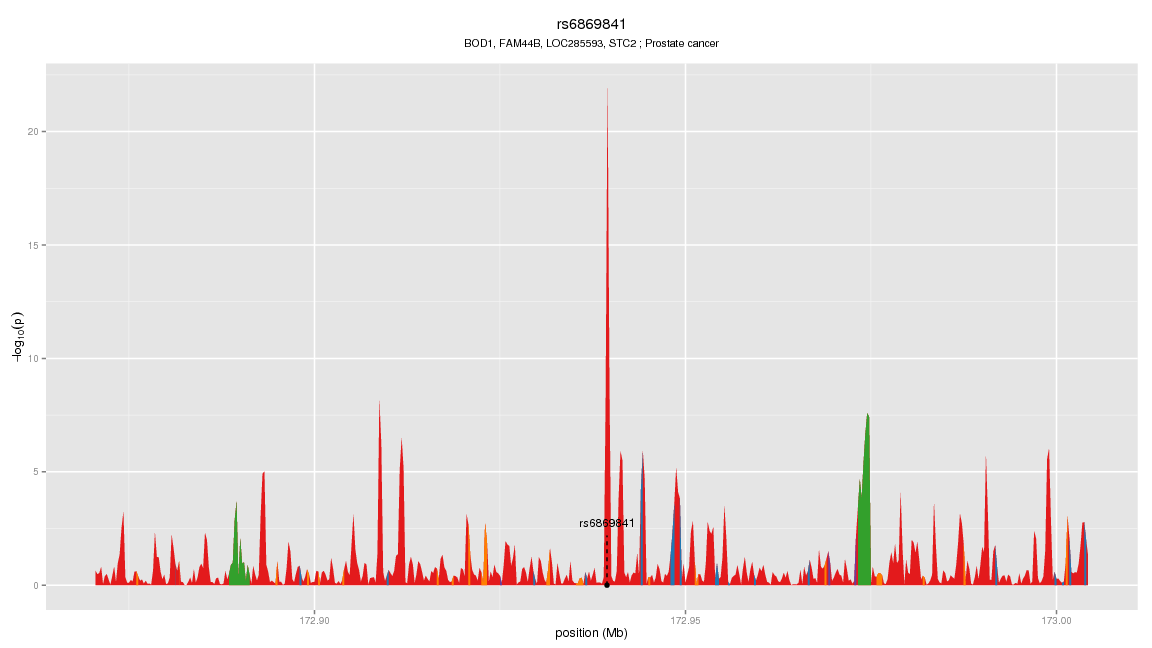 rs6869841
BOD1, FAM44B, LOC285593, STC2 ; Prostate cancer
20
15
10
5
0
−log10(p)
rs6869841
172.90
172.95
173.00
position (Mb)